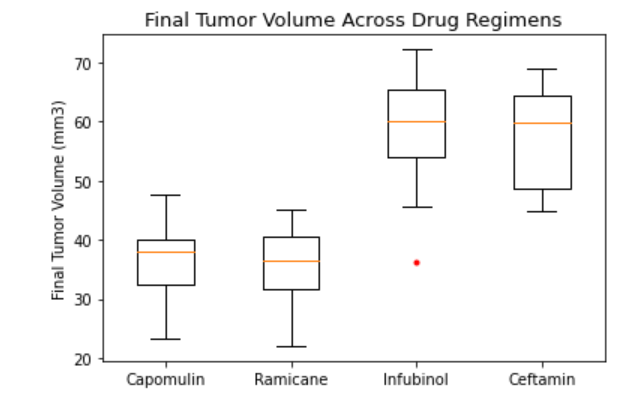 Final Tumor Volume Across Drug Regimens
Final Tumor Volume (mm3)
70
60
50
40
30
20
Capomulin Ramicane Infubinol Ceftamin